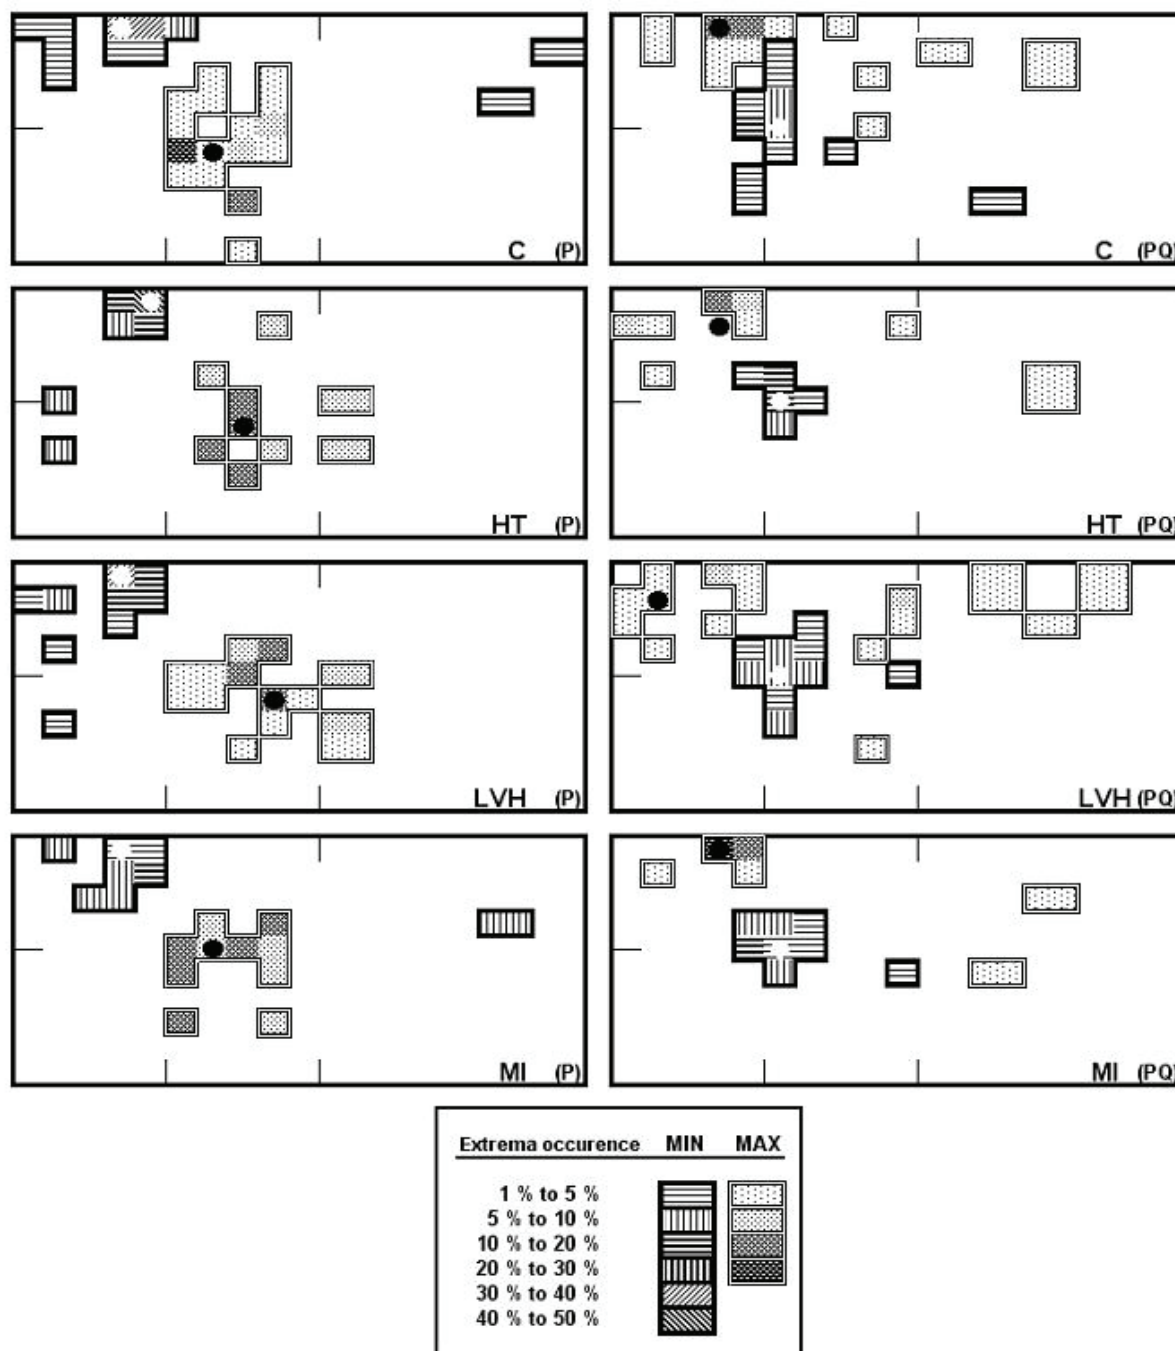 C (P)
C (PQ)
HT (P)
HT (PQ)
LVH (P)
LVH (PQ)
MI (P)
MI (PQ)
Extrema occurence MIN MAX
1 % to 5 %
5 % to 10 %
10 % to 20 %
20 % to 30 %
30 % to 40 %
40 % to 50 %